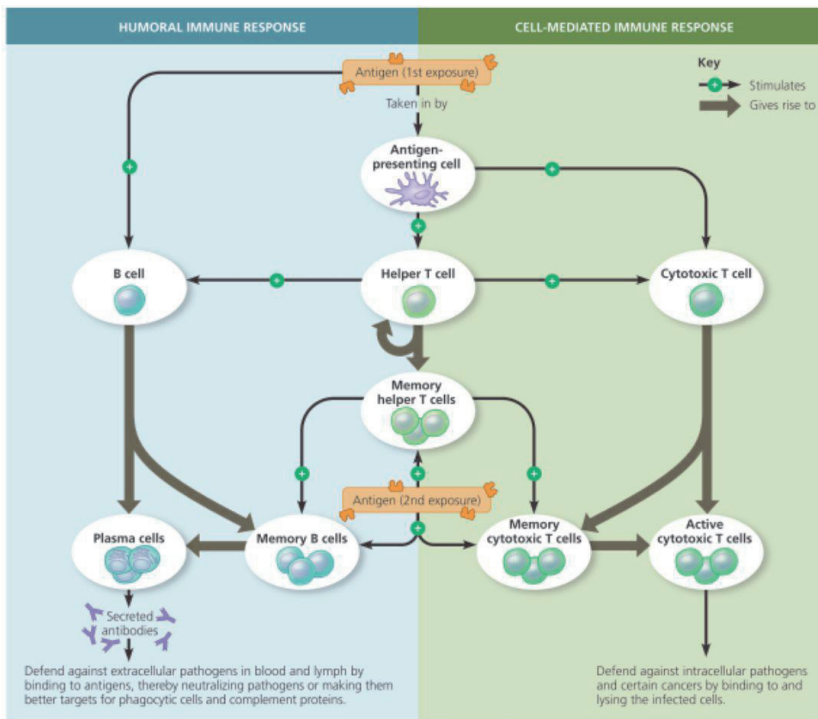 HUMORAL IMMUNE RESPONSE
CELL-MEDIATED IMMUNE RESPONSE
Antigen (1st exposure)
Key
Stimulates
Gives rise to
Taken in by
Antigen-
presenting cell
B cell
Helper T cell
Cytotoxic T cell
Memory
helper T cells
Antigen (2nd exposure)
Plasma cells
Memory B cells
Memory
cytotoxic T cells
Active
cytotoxic T cells
Secreted
antibodies
Defend against extracellular pathogens in blood and lymph by
binding to antigens, thereby neutralizing pathogens or making them
better targets for phagocytic cells and complement proteins.
Defend against intracellular pathogens
and certain cancers by binding to and
lysing the infected cells.